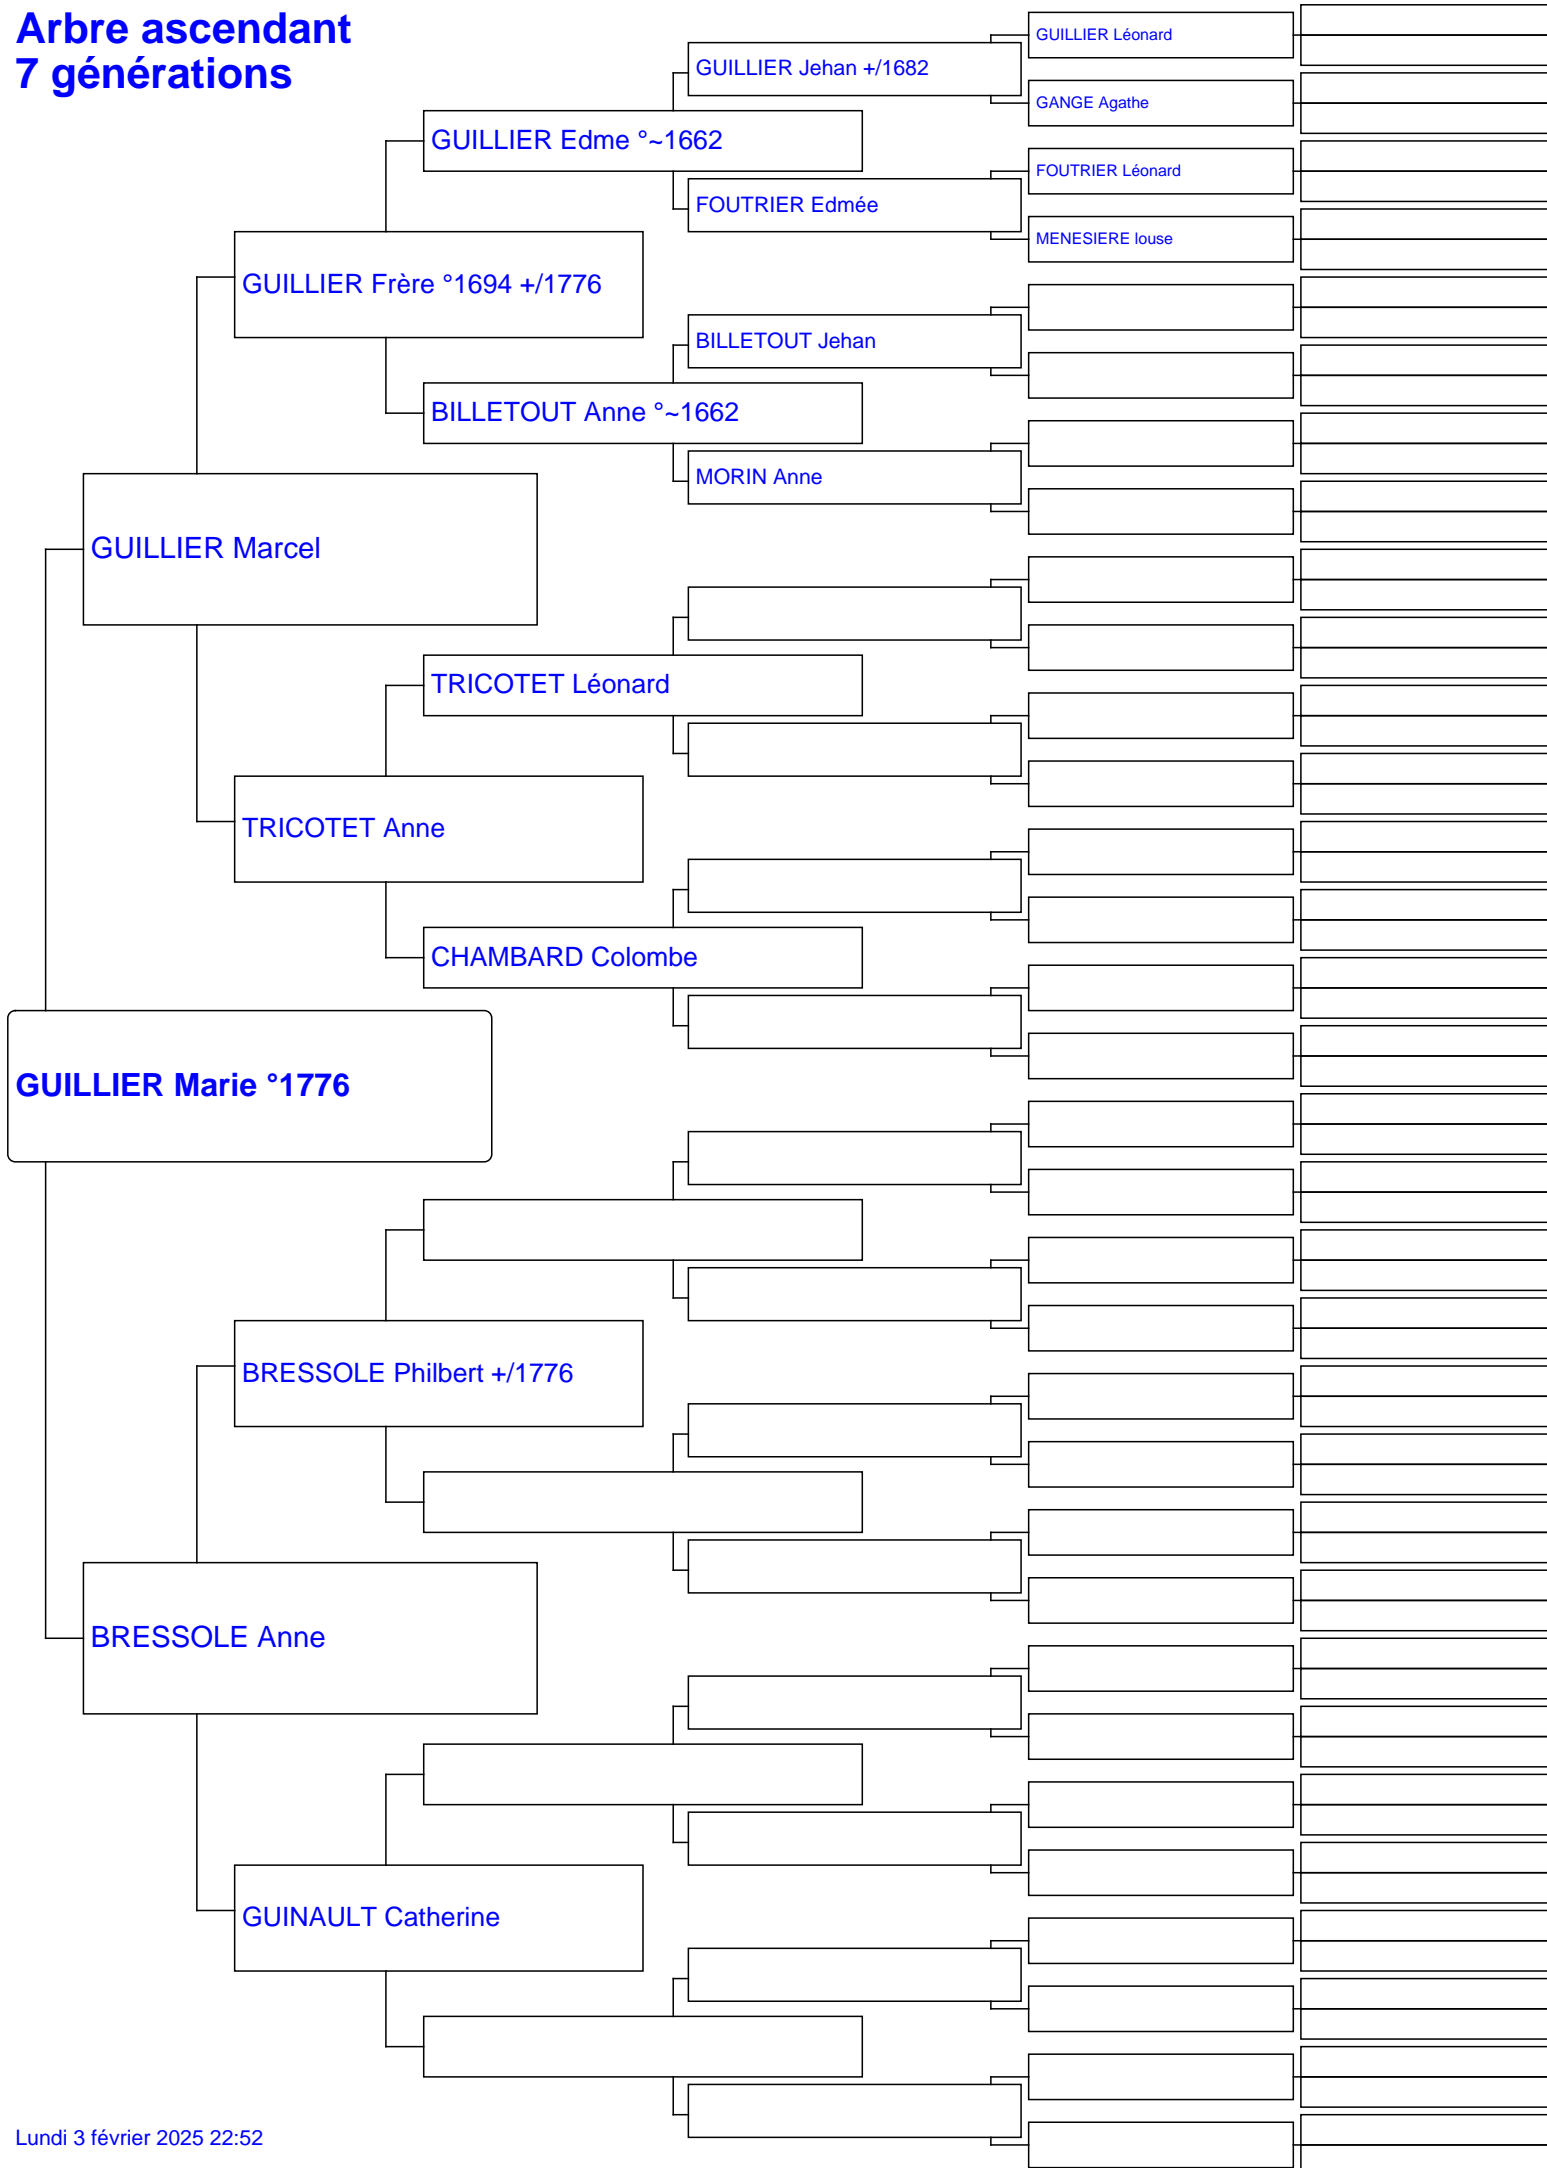 Arbre ascendant
7 générations
GUILLIER Léonard
GUILLIER Jehan +/1682
GANGE Agathe
GUILLIER Edme °~1662
FOUTRIER Léonard
FOUTRIER Edmée
MENESIERE louse
GUILLIER Frère °1694 +/1776
BILLETOUT Jehan
BILLETOUT Anne °~1662
MORIN Anne
GUILLIER Marcel
TRICOTET Léonard
TRICOTET Anne
CHAMBARD Colombe
GUILLIER Marie °1776
BRESSOLE Philbert +/1776
BRESSOLE Anne
GUINAULT Catherine
Lundi 3 février 2025 22:52